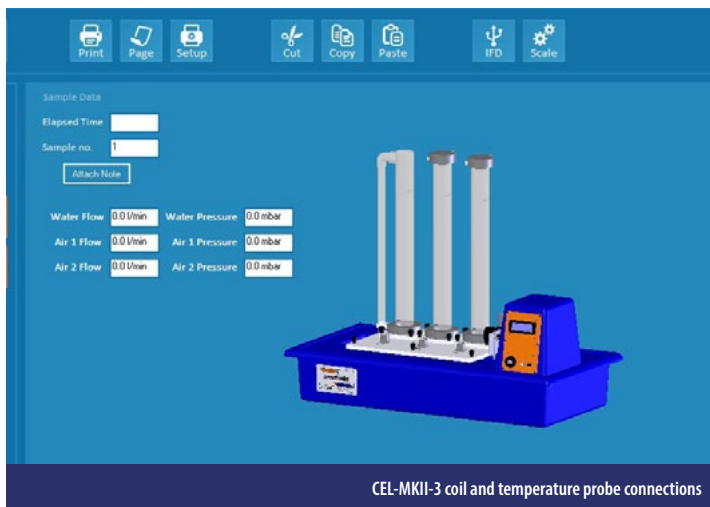 Print Page Setup Cut Copy Paste IFD Scale
Sample Data
Elapsed Time
Sample no. 1
Attach Note
Water Flow 0.0 l/min Water Pressure 0.0 mbar
Air 1 Flow 0.0 l/min Air 1 Pressure 0.0 mbar
Air 2 Flow 0.0 l/min Air 2 Pressure 0.0 mbar
CEL-MKII-3 coil and temperature probe connections